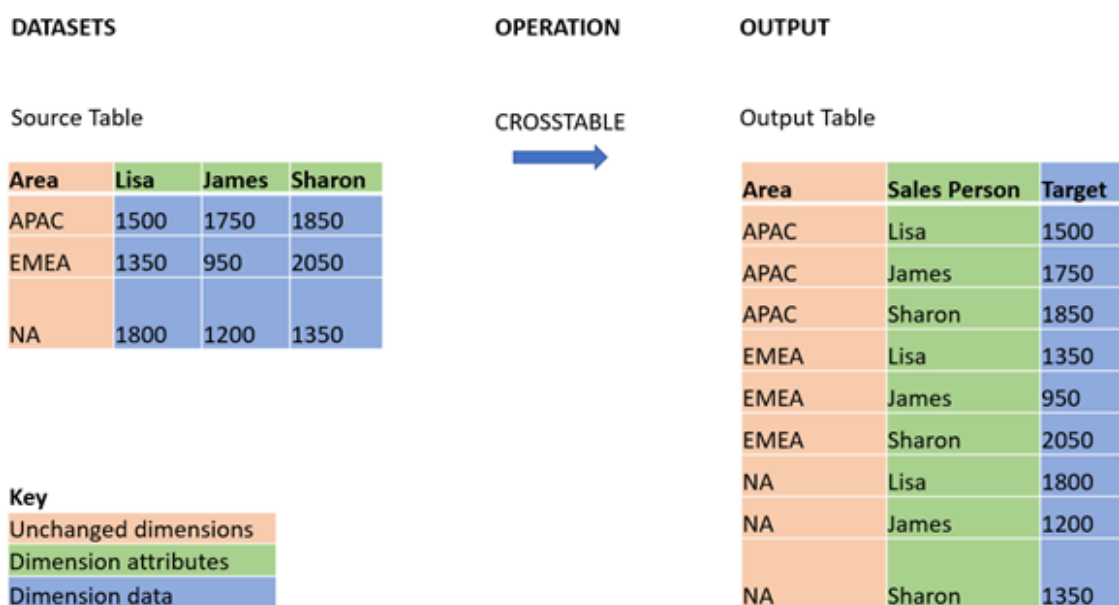 DATASETS
OPERATION
OUTPUT
Source Table
CROSSTABLE
Output Table
Area Lisa James Sharon
APAC 1500 1750 1850
EMEA 1350 950 2050
NA 1800 1200 1350
Area Sales Person Target
APAC Lisa 1500
APAC James 1750
APAC Sharon 1850
EMEA Lisa 1350
EMEA James 950
EMEA Sharon 2050
NA Lisa 1800
NA James 1200
NA Sharon 1350
Key
Unchanged dimensions
Dimension attributes
Dimension data